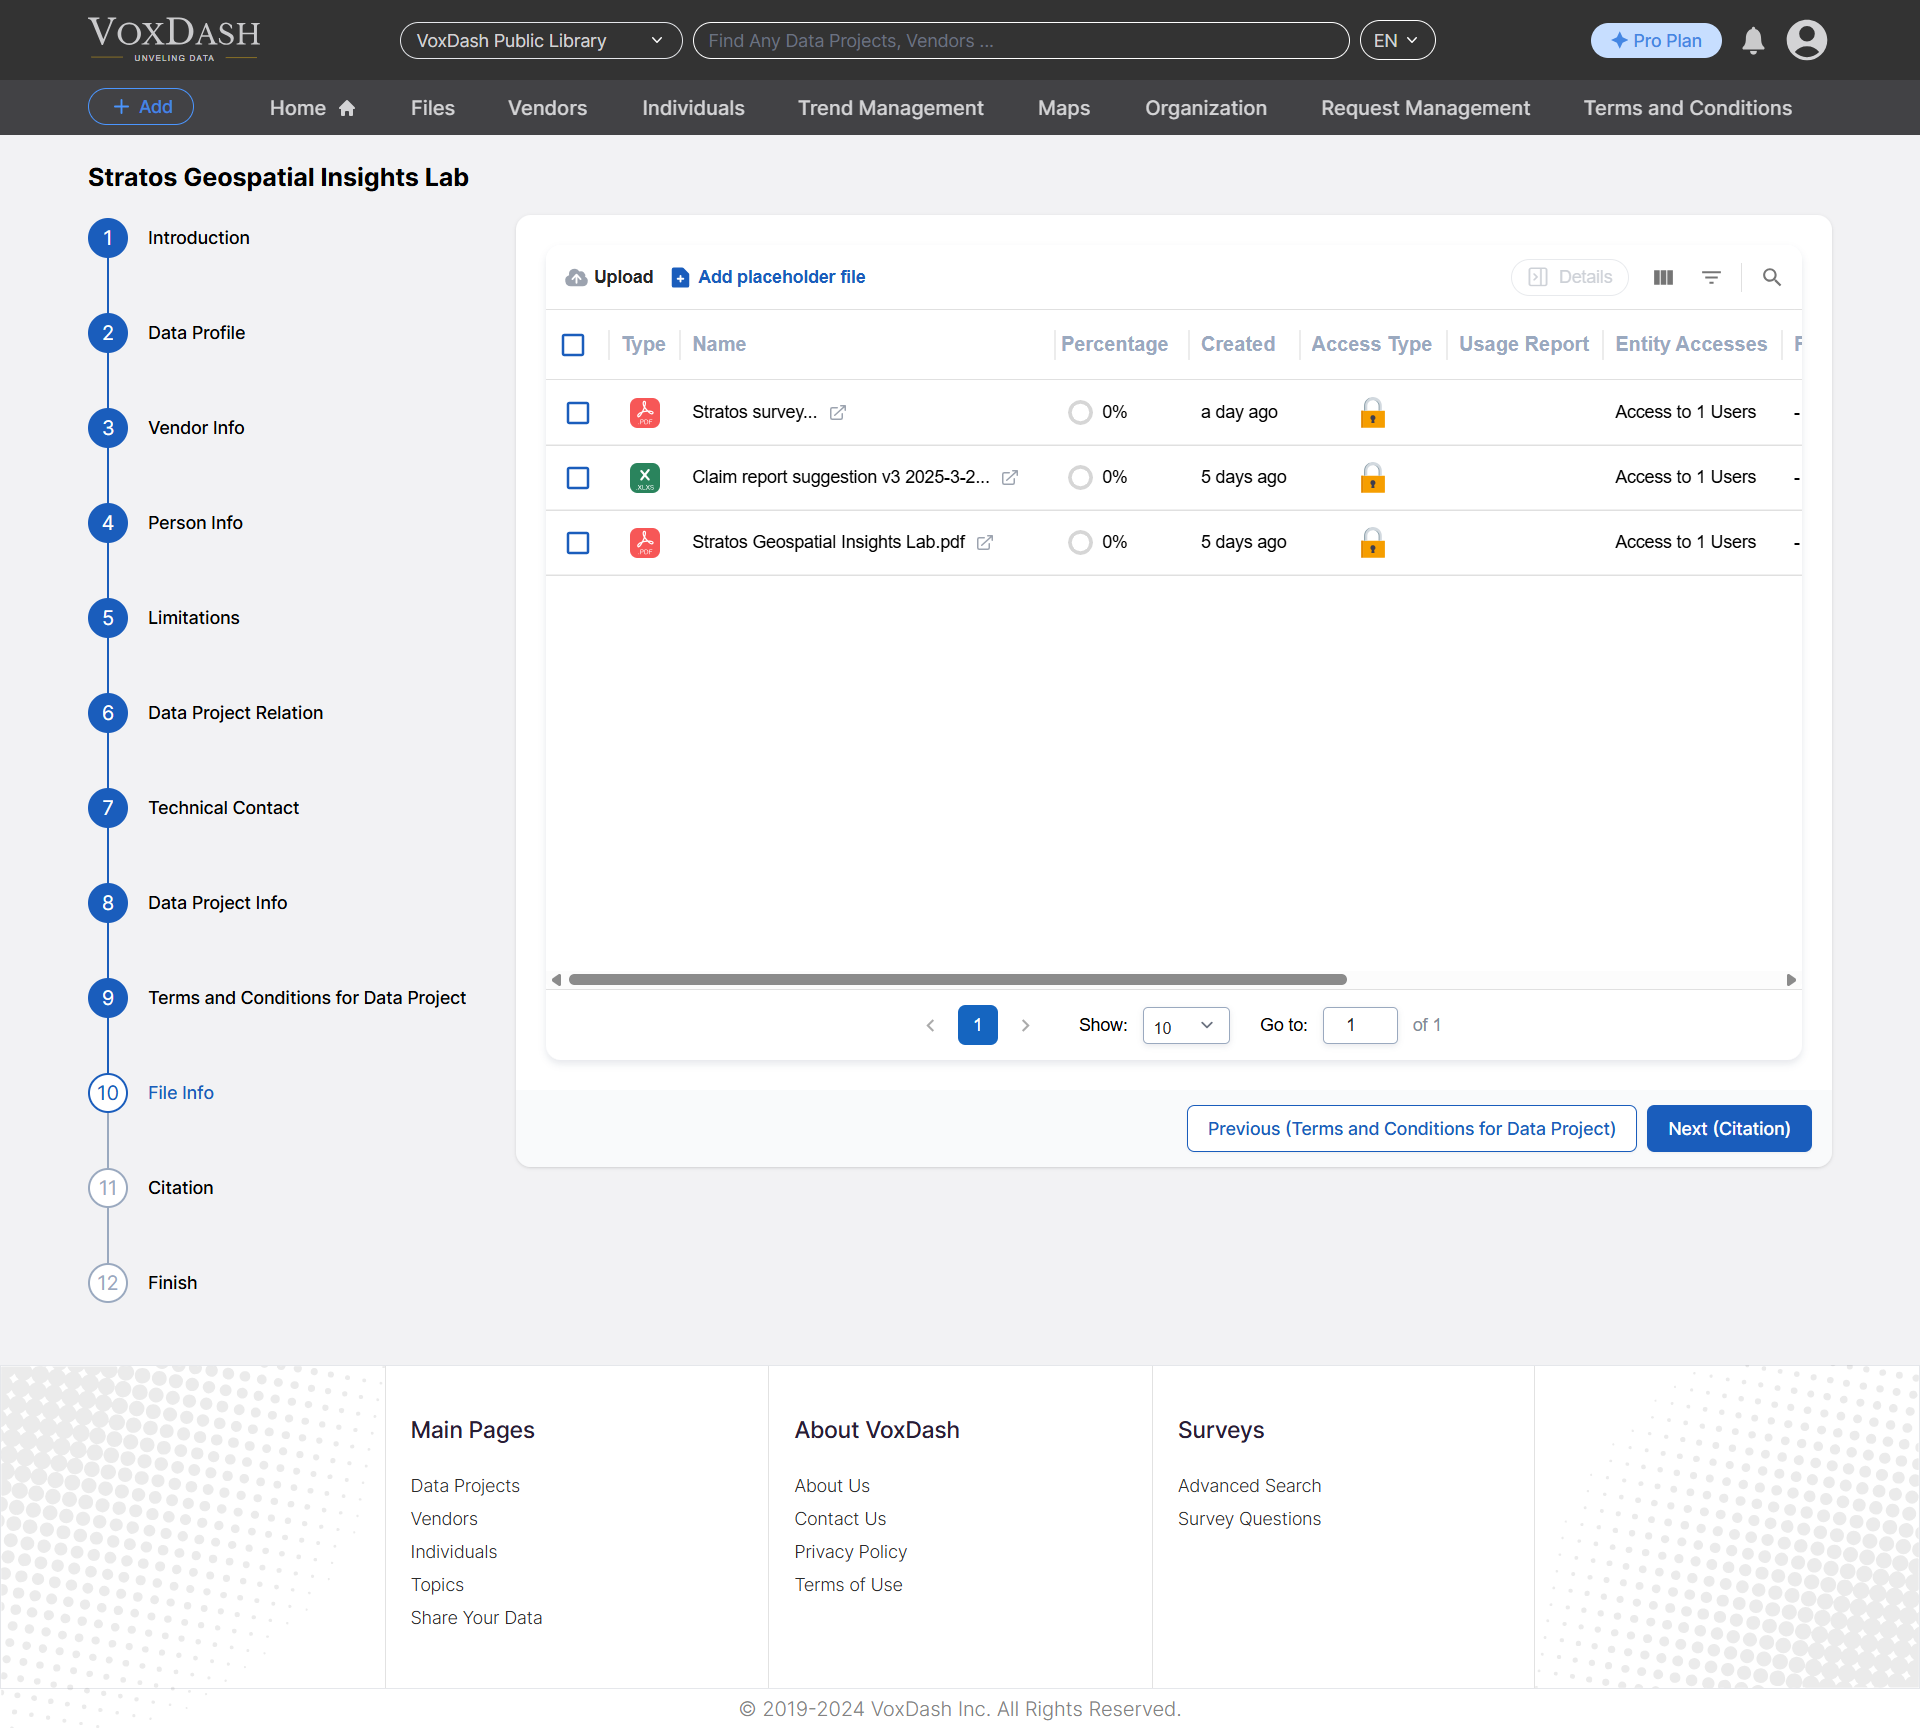 VOXDASH
UNVELING DATA
VoxDash Public Library
Find Any Data Projects, Vendors ...
EN
Pro Plan
Add
Home
Files
Vendors
Individuals
Trend Management
Maps
Organization
Request Management
Terms and Conditions
Stratos Geospatial Insights Lab
1 Introduction
2 Data Profile
3 Vendor Info
4 Person Info
5 Limitations
6 Data Project Relation
7 Technical Contact
8 Data Project Info
9 Terms and Conditions for Data Project
10 File Info
11 Citation
12 Finish
Upload
Add placeholder file
Details
Type Name Percentage Created Access Type Usage Report Entity Accesses
PDF Stratos survey... 0% a day ago Access to 1 Users -
X .XLXS Claim report suggestion v3 2025-3-2... 0% 5 days ago Access to 1 Users -
PDF Stratos Geospatial Insights Lab.pdf 0% 5 days ago Access to 1 Users -
1 Show: 10 Go to: 1 of 1
Previous (Terms and Conditions for Data Project)
Next (Citation)
Main Pages
Data Projects
Vendors
Individuals
Topics
Share Your Data
About VoxDash
About Us
Contact Us
Privacy Policy
Terms of Use
Surveys
Advanced Search
Survey Questions
© 2019-2024 VoxDash Inc. All Rights Reserved.